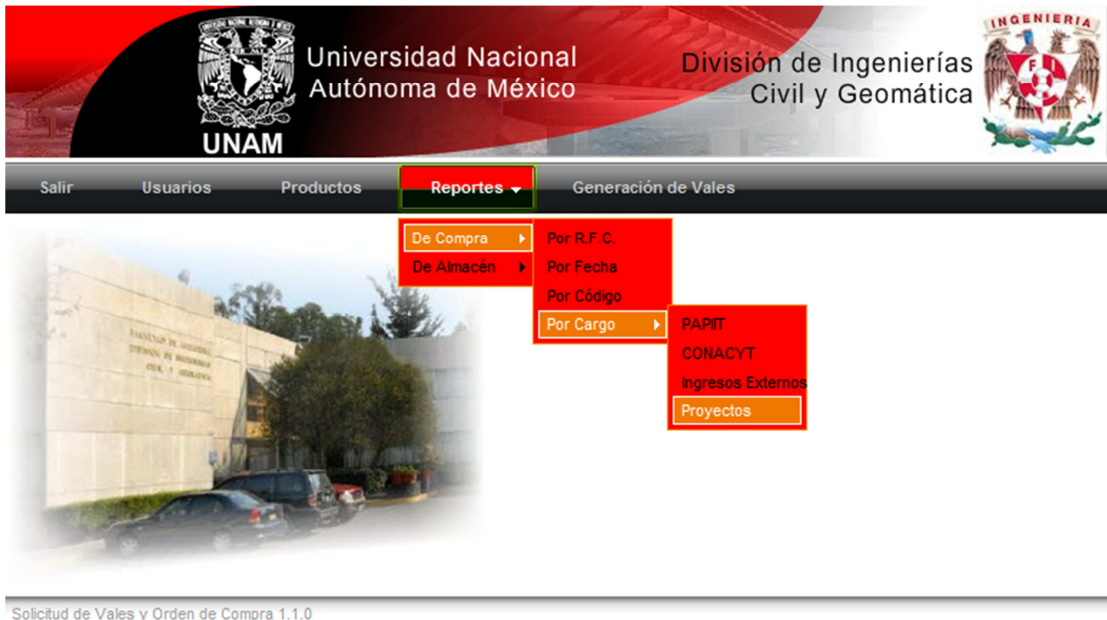 Universidad Nacional
Autónoma de México
UNAM
División de Ingenierías
Civil y Geomática
INGENIERIA
FI
Salir Usuarios Productos Reportes Generación de Vales
De Compra
De Almacén
Por R.F.C.
Por Fecha
Por Código
Por Cargo
PAPIIT
CONACYT
Ingresos Externos
Proyectos
Solicitud de Vales y Orden de Compra 1.1.0